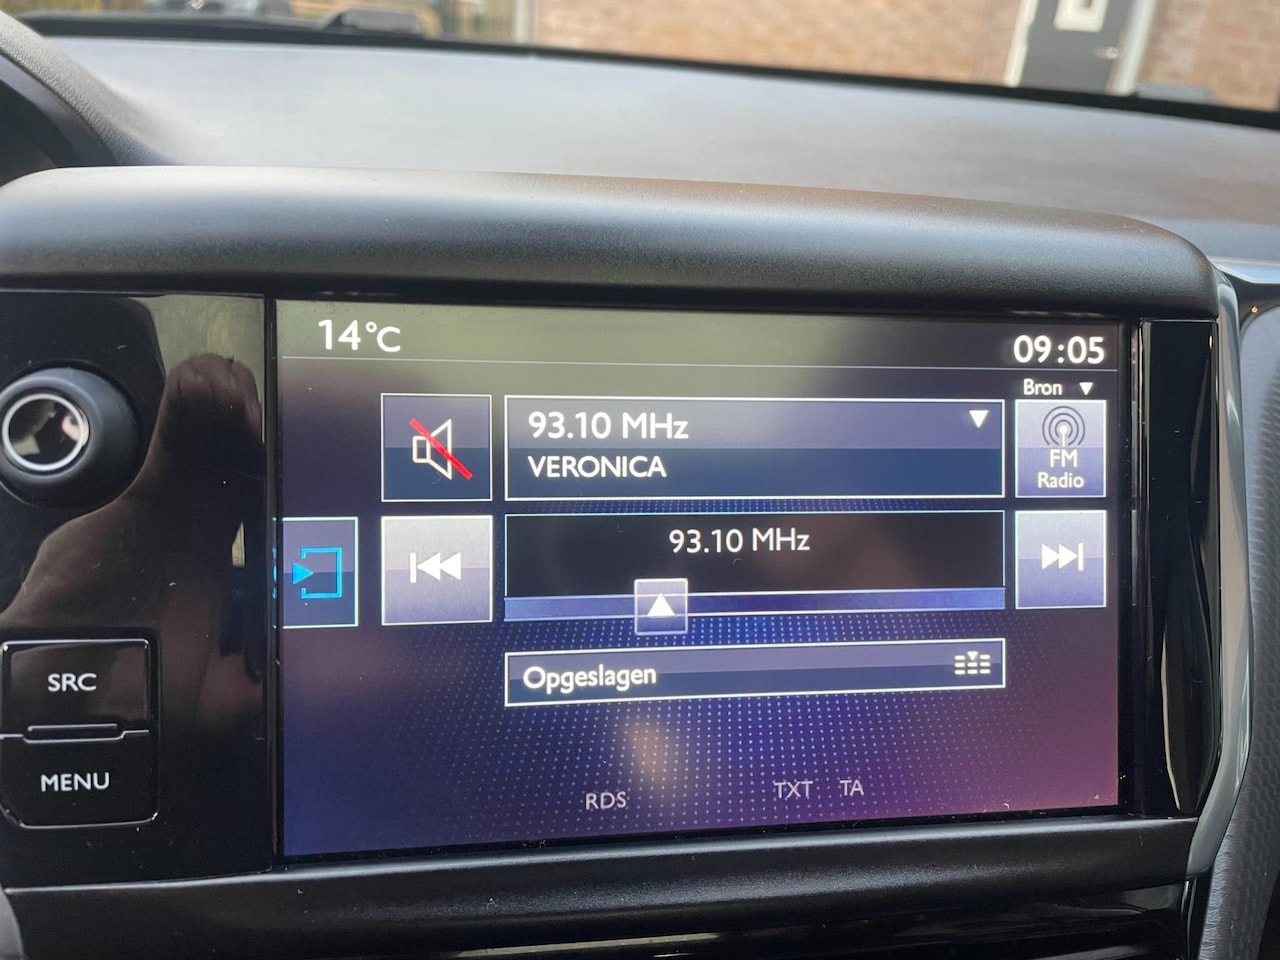 14°C
09:05
Bron
93.10 MHz
VERONICA
FM
Radio
93.10 MHz
SRC
Opgeslagen
MENU
RDS
TXT
TA